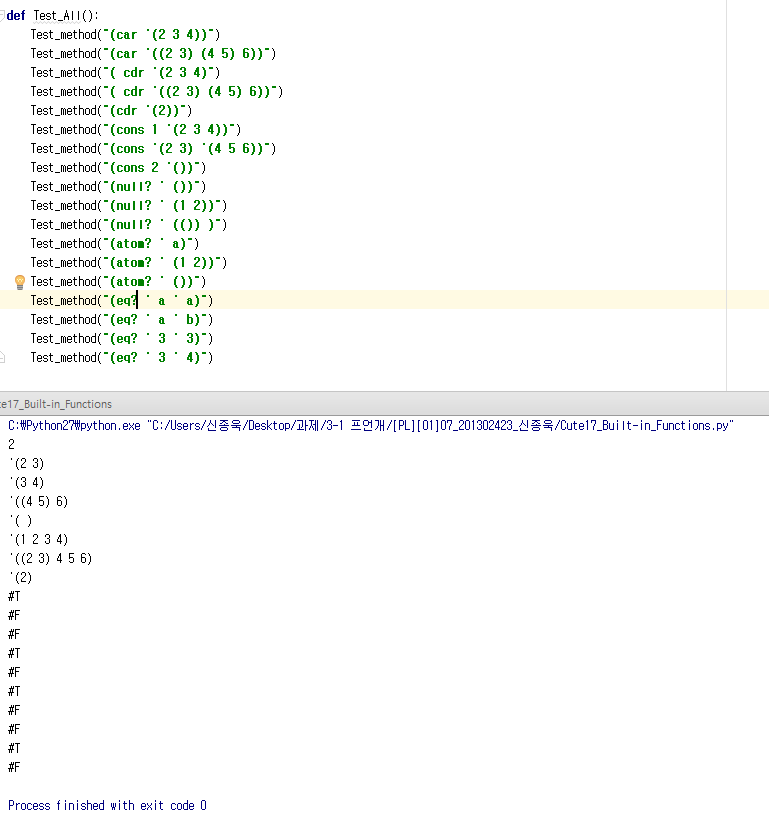 def Test_All():
Test_method("(car '(2 3 4))")
Test_method("(car '((2 3) (4 5) 6))")
Test_method("( cdr '(2 3 4)")
Test_method("( cdr '((2 3) (4 5) 6))")
Test_method("(cdr '(2))")
Test_method("(cons 1 '(2 3 4))")
Test_method("(cons '(2 3) '(4 5 6))")
Test_method("(cons 2 '())")
Test_method("(null? ' ())")
Test_method("(null? ' (1 2))")
Test_method("(null? ' (()) )")
Test_method("(atom? ' a)")
Test_method("(atom? ' (1 2))")
Test_method("(atom? ' ())")
Test_method("(eq? ' a ' a)")
Test_method("(eq? ' a ' b)")
Test_method("(eq? ' 3 ' 3)")
Test_method("(eq? ' 3 ' 4)")
te17_Built-in_Functions
C:₩Python27₩python.exe "C:/Users/신종욱/Desktop/과제/3-1 프언개/[PL][01]07_201302423_신종욱/Cute17_Built-in_Functions.py"
2
'(2 3)
'(3 4)
'((4 5) 6)
'( )
'(1 2 3 4)
'((2 3) 4 5 6)
'(2)
#T
#F
#F
#T
#F
#T
#F
#F
#T
#F
Process finished with exit code 0